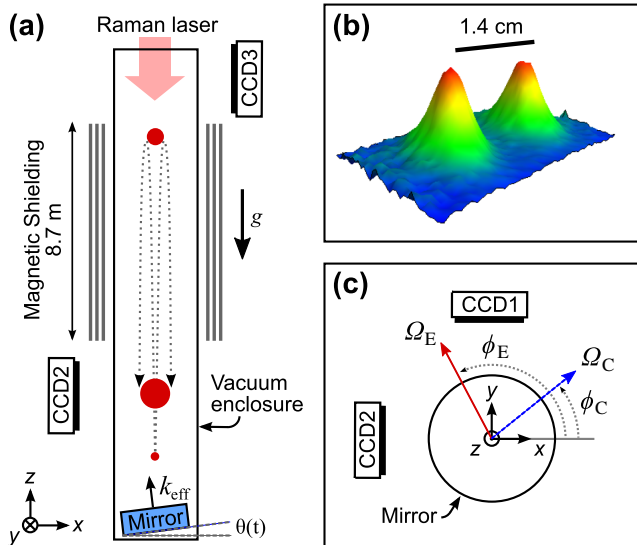 (a)
Raman laser
CCD3
Magnetic Shielding
8.7 m
g
CCD2
Vacuum
enclosure
z
y
x
k_eff
Mirror
θ(t)
(b)
1.4 cm
(c)
CCD1
Ω_E
ϕ_E
Ω_C
ϕ_C
CCD2
y
z
x
Mirror